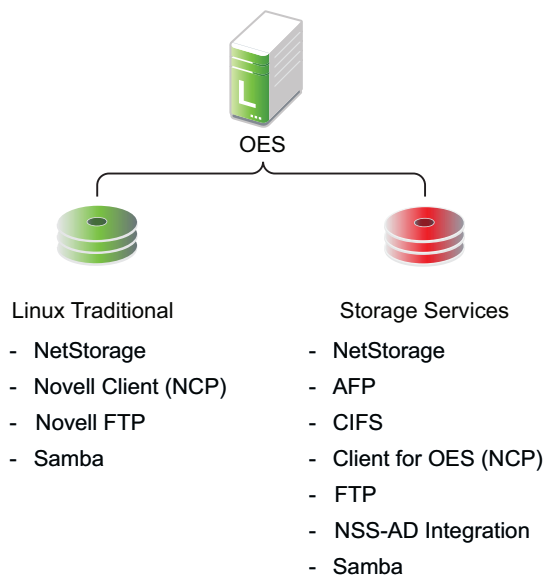 L
OES
Linux Traditional
- NetStorage
- Novell Client (NCP)
- Novell FTP
- Samba
Storage Services
- NetStorage
- AFP
- CIFS
- Client for OES (NCP)
- FTP
- NSS-AD Integration
- Samba